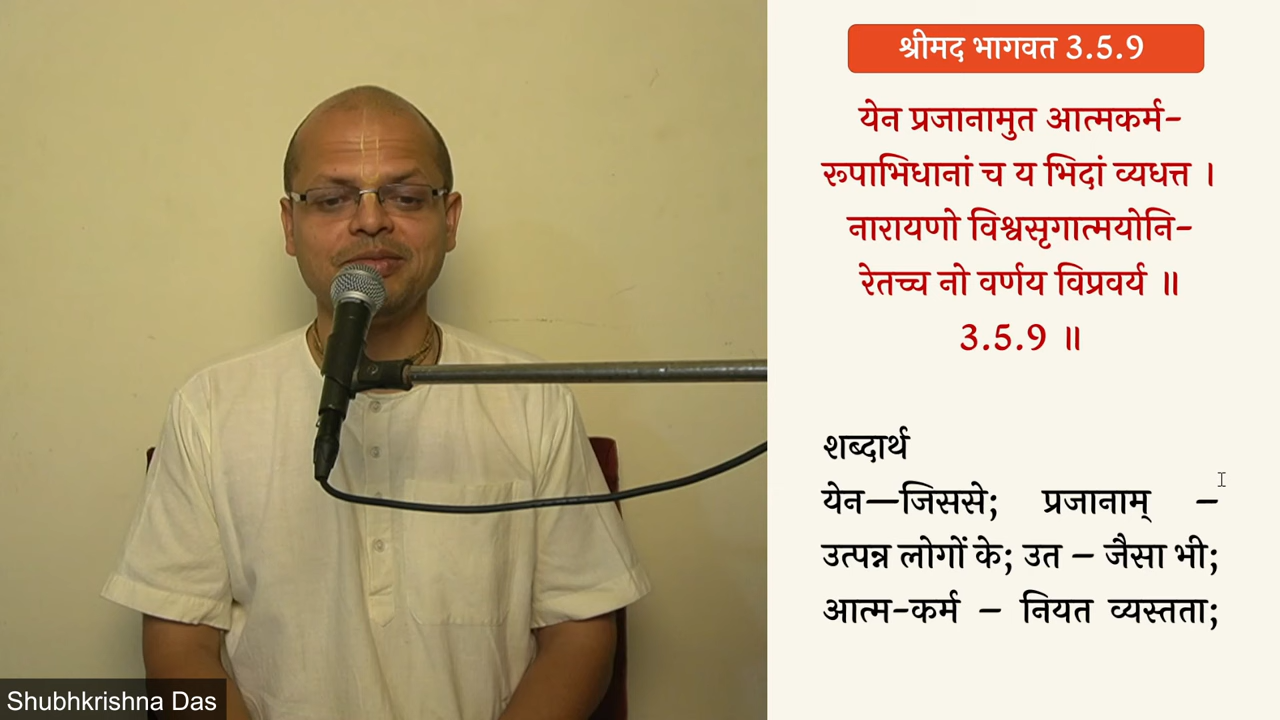 श्रीमद भागवत 3.5.9
येन प्रजानामुत आत्मकर्म-
रूपाभिधानां च य भिदां व्यधत्त ।
नारायणो विश्वसृगात्मयोनि-
रेतच्च नो वर्णय विप्रवर्य ॥
3.5.9 ॥
शब्दार्थ
येन—जिससे; प्रजानाम् –
उत्पन्न लोगों के; उत – जैसा भी;
आत्म-कर्म – नियत व्यस्तता;
Shubhkrishna Das